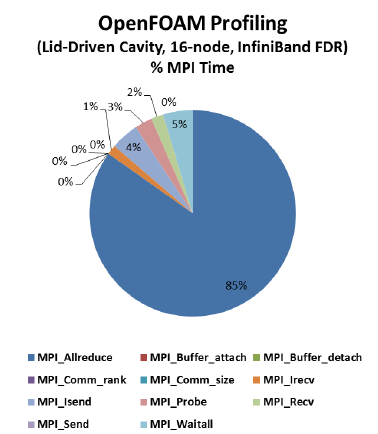 OpenFOAM Profiling
(Lid-Driven Cavity, 16-node, InfiniBand FDR)
% MPI Time
2%
0%
1%
3%
5%
0%
0%
4%
0%
0%
85%
MPI_Allreduce
MPI_Buffer_attach
MPI_Buffer_detach
MPI_Comm_rank
MPI_Comm_size
MPI_Irecv
MPI_Isend
MPI_Probe
MPI_Recv
MPI_Send
MPI_Waitall